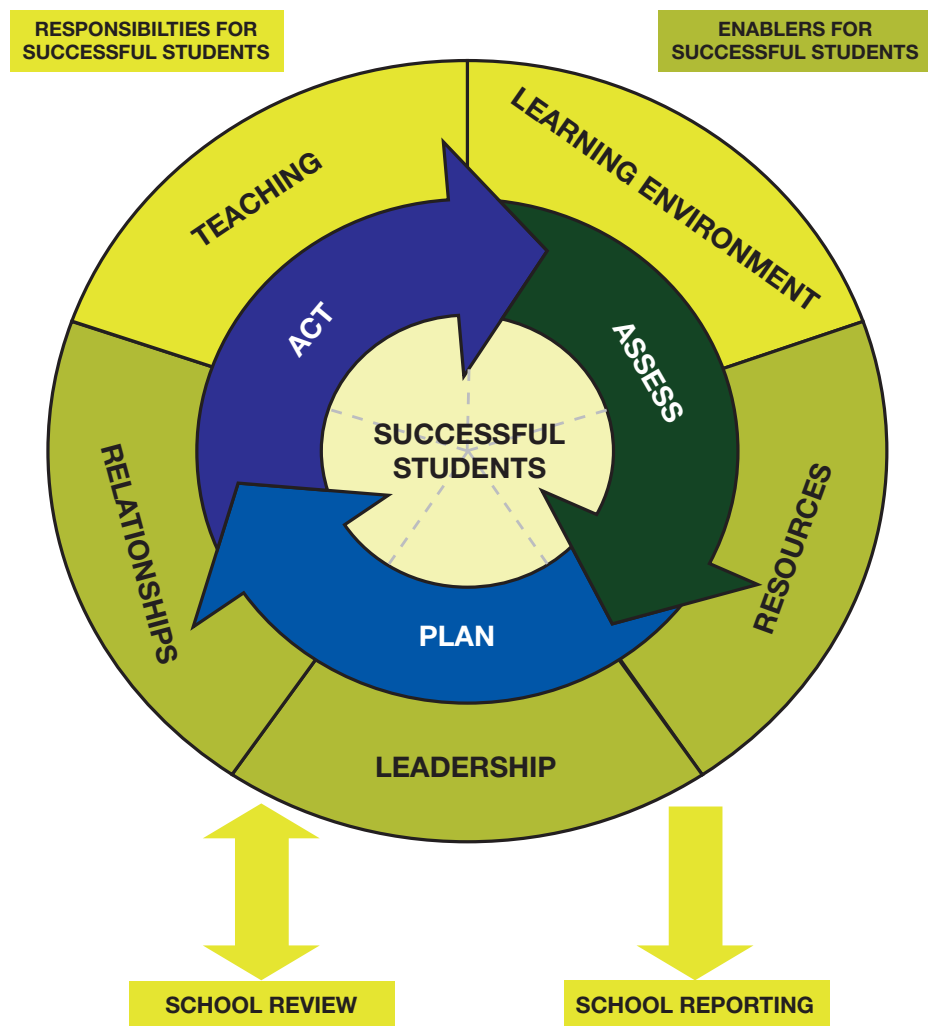 RESPONSIBILTIES FOR
SUCCESSFUL STUDENTS
ENABLERS FOR
SUCCESSFUL STUDENTS
TEACHING
LEARNING ENVIRONMENT
ACT
ASSESS
SUCCESSFUL
STUDENTS
RELATIONSHIPS
RESOURCES
PLAN
LEADERSHIP
SCHOOL REVIEW
SCHOOL REPORTING